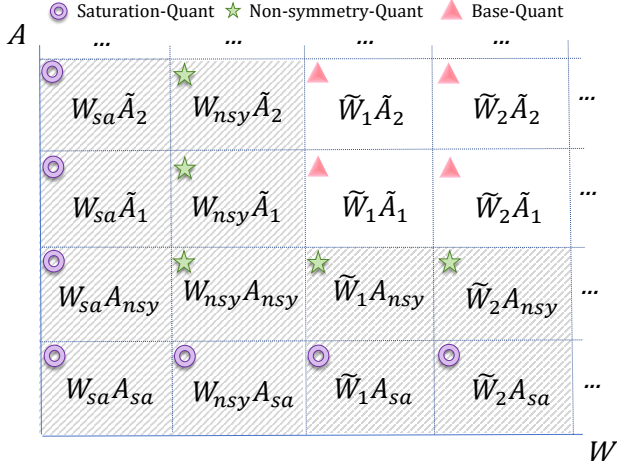 Saturation-Quant Non-symmetry-Quant Base-Quant
A ... ... ... ...
W_{sa}Ã_2 W_{nsy}Ã_2 W̃_1Ã_2 W̃_2Ã_2 ...
W_{sa}Ã_1 W_{nsy}Ã_1 W̃_1Ã_1 W̃_2Ã_1
W_{sa}A_{nsy} W_{nsy}A_{nsy} W̃_1A_{nsy} W̃_2A_{nsy} ...
W_{sa}A_{sa} W_{nsy}A_{sa} W̃_1A_{sa} W̃_2A_{sa} ...
W